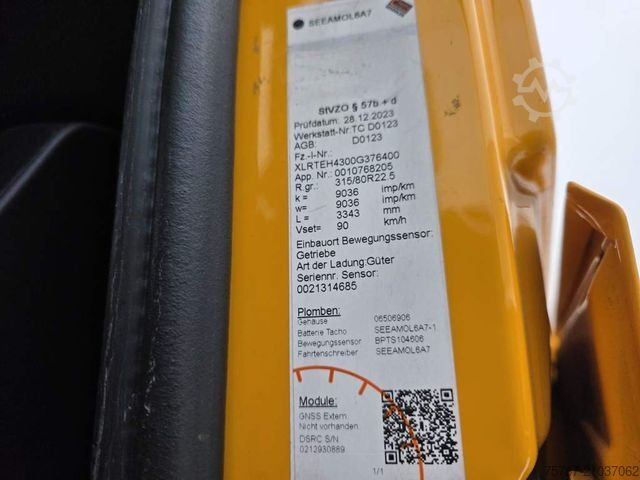 SEEAMOL6A7
StVZO § 57b + d
Prüfdatum: 28.12.2023
Werkstatt-Nr.TC D0123
AGB: D0123
Fz.-I-Nr.:
XLRTEH4300G376400
App. Nr.: 0010768205
R.gr.: 315/80R22.5
k = 9036 imp/km
w= 9036 imp/km
L = 3343 mm
Vset= 90 km/h
Einbauort Bewegungssensor:
Getriebe
Art der Ladung:Güter
Seriennr. Sensor:
0021314685
Plomben:
Gehäuse 06506906
Batterie Tacho SEEAMOL6A7-1
Bewegungssensor BPTS104606
Fahrtenschreiber SEEAMOL6A7
Module:
GNSS Extern.
Nicht vorhanden.
DSRC S/N
0212930889
1/1